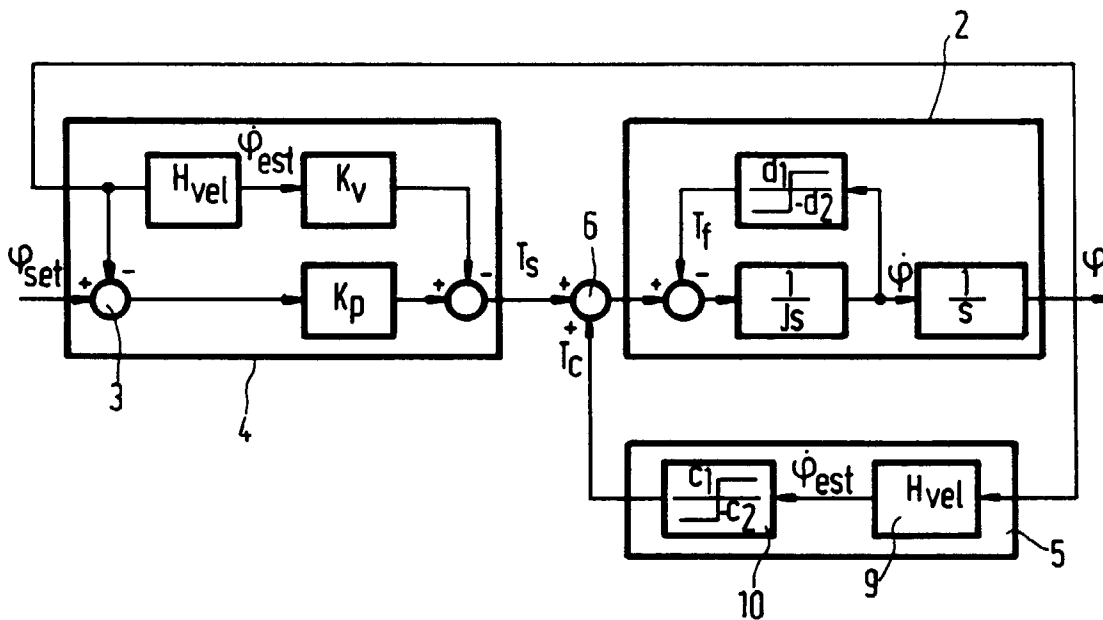 2
φ̇est
Hvel
Kv
d1
-d2
6
Tf
φset
+
-
-
Ts
+
-
φ̇
φ
Kp
+
+
+
1
Js
1
s
Tc
3
4
c1
-c2
φ̇est
Hvel
5
9
10